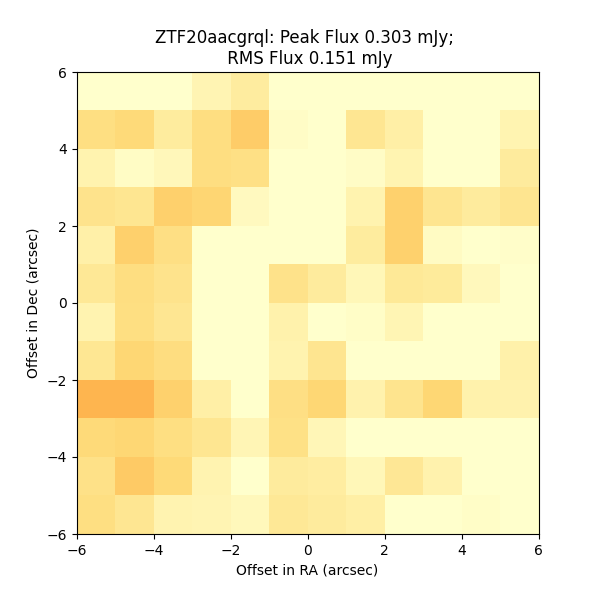 ZTF20aacgrql: Peak Flux 0.303 mJy;
RMS Flux 0.151 mJy
6
4
2
0
−2
−4
−6
Offset in Dec (arcsec)
−6 −4 −2 0 2 4 6
Offset in RA (arcsec)